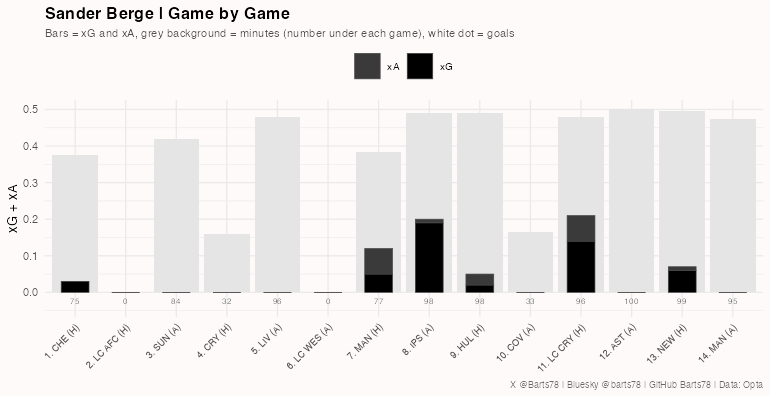 Sander Berge | Game by Game
Bars = xG and xA, grey background = minutes (number under each game), white dot = goals
xA xG
xG + xA
0.5
0.4
0.3
0.2
0.1
0.0
75 0 84 32 96 0 77 98 98 33 96 100 99 95
1. CHE (H)
2. LC AFC (H)
3. SUN (A)
4. CRY (H)
5. LIV (A)
6. LC WES (A)
7. MAN (H)
8. IPS (A)
9. HUL (H)
10. COV (A)
11. LC CRY (H)
12. AST (A)
13. NEW (H)
14. MAN (A)
X @Barts78 | Bluesky @barts78 | GitHub Barts78 | Data: Opta